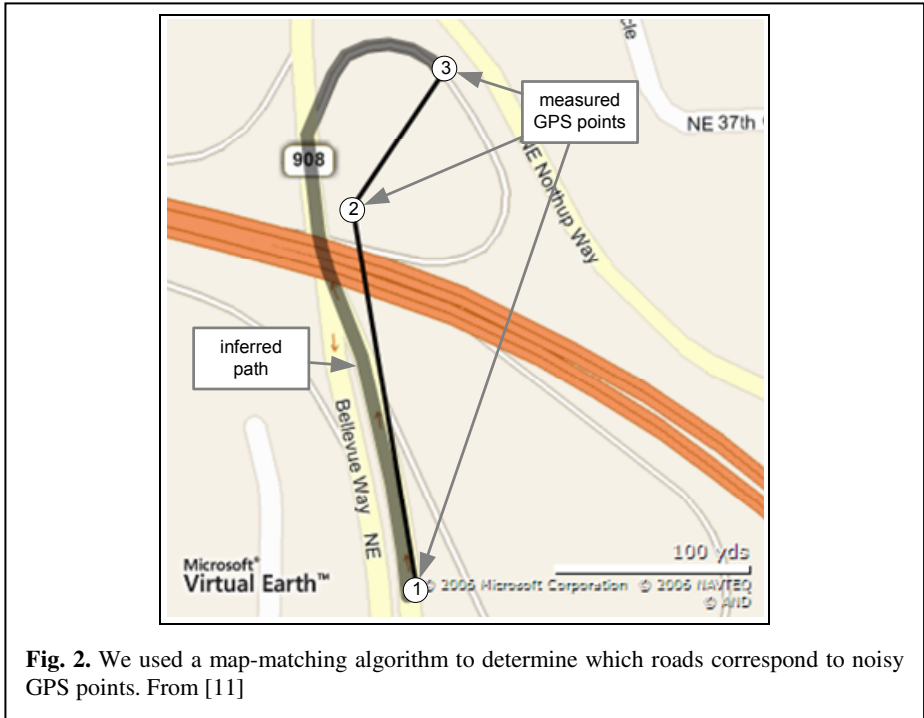 cle
3
measured
GPS points
NE 37th
908
NE Northup Way
2
inferred
path
Bellevue Way NE
100 yds
Microsoft®
Virtual Earth™
1
© 2006 Microsoft Corporation © 2006 NAVTEQ
© AND
Fig. 2. We used a map-matching algorithm to determine which roads correspond to noisy
GPS points. From [11]